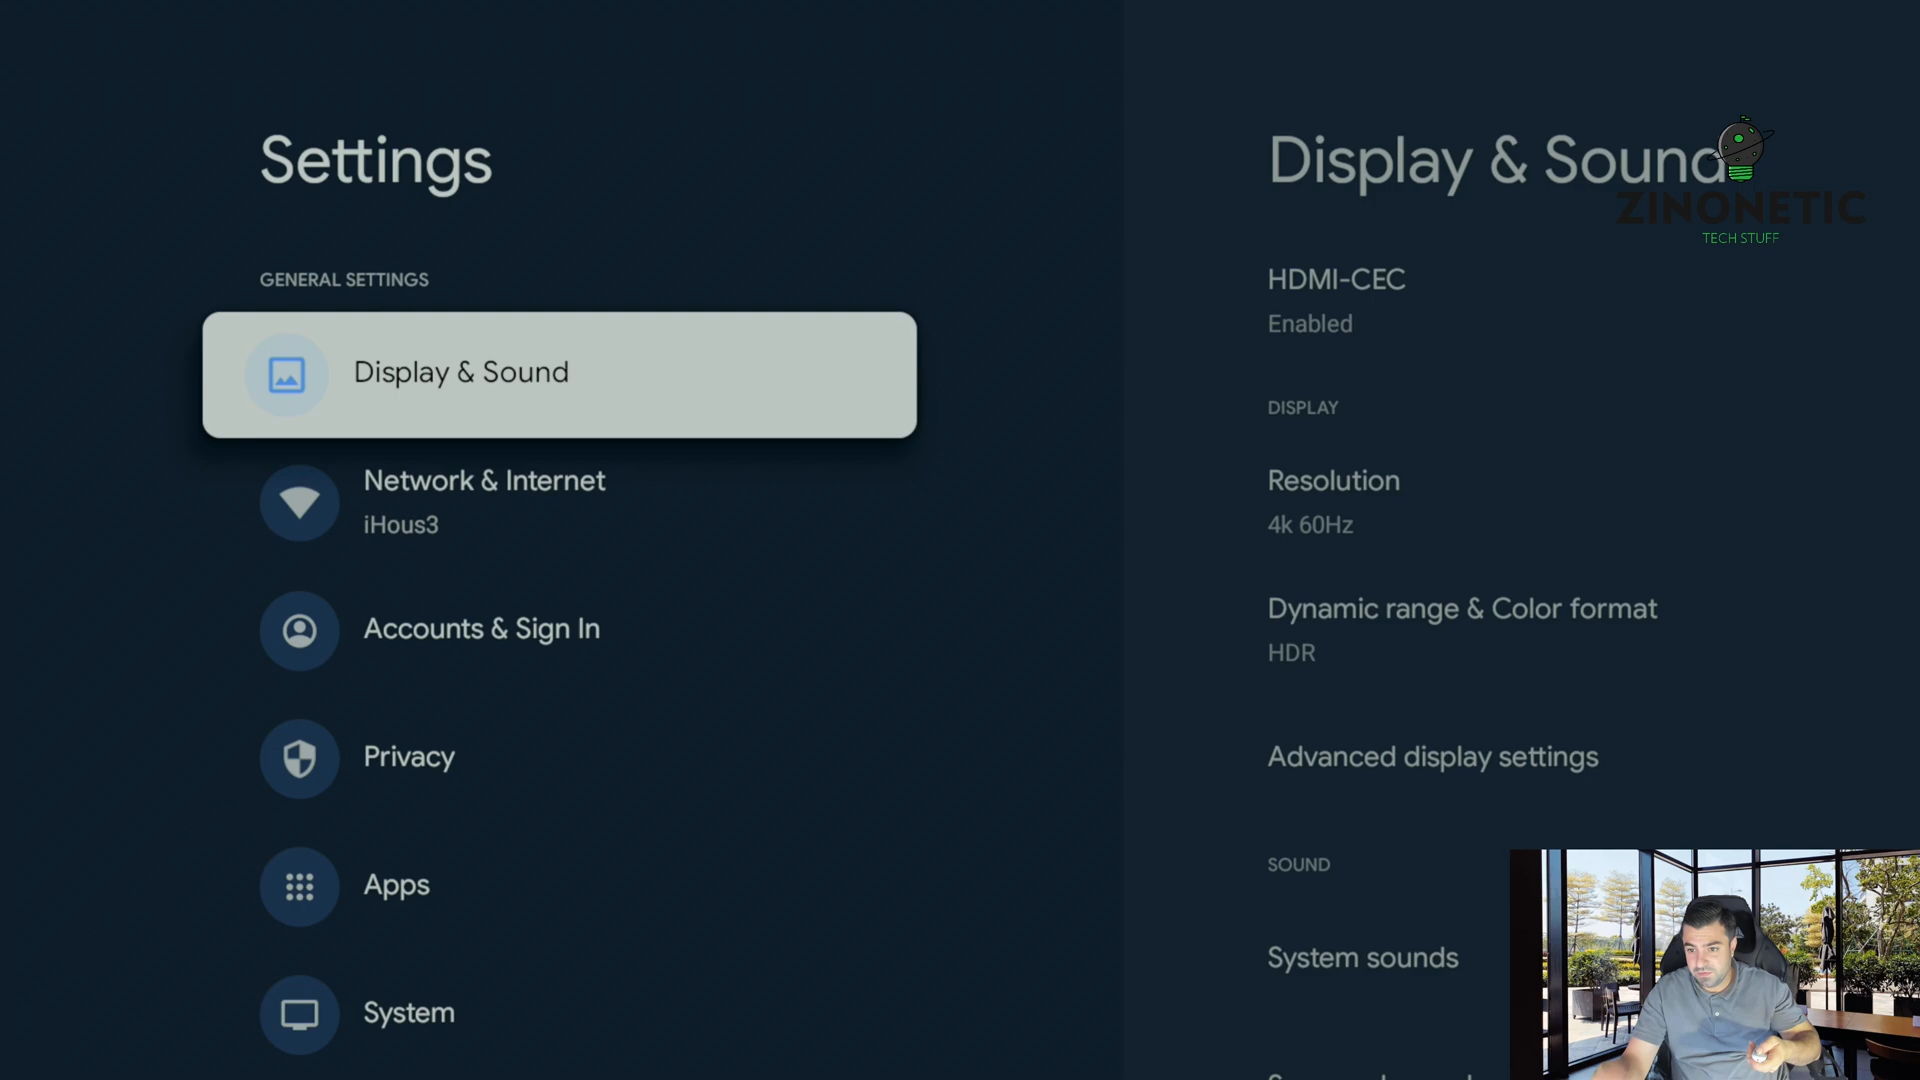 Settings
GENERAL SETTINGS
Display & Sound
Network & Internet
iHous3
Accounts & Sign In
Privacy
Apps
System
Display & Sound
ZINONETIC
TECH STUFF
HDMI-CEC
Enabled
DISPLAY
Resolution
4k 60Hz
Dynamic range & Color format
HDR
Advanced display settings
SOUND
System sounds